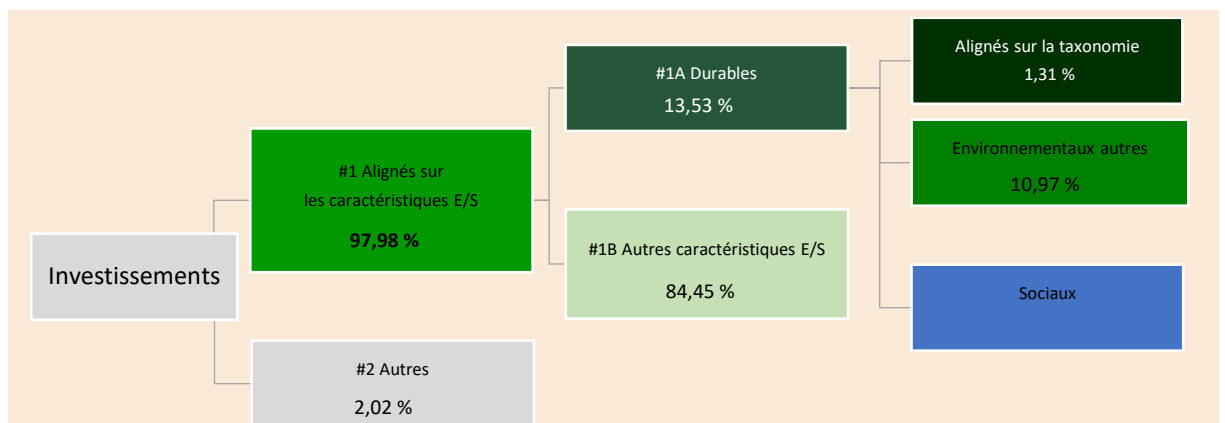 Investissements
#1 Alignés sur
les caractéristiques E/S
97,98 %
#2 Autres
2,02 %
#1A Durables
13,53 %
#1B Autres caractéristiques E/S
84,45 %
Alignés sur la taxonomie
1,31 %
Environnementaux autres
10,97 %
Sociaux